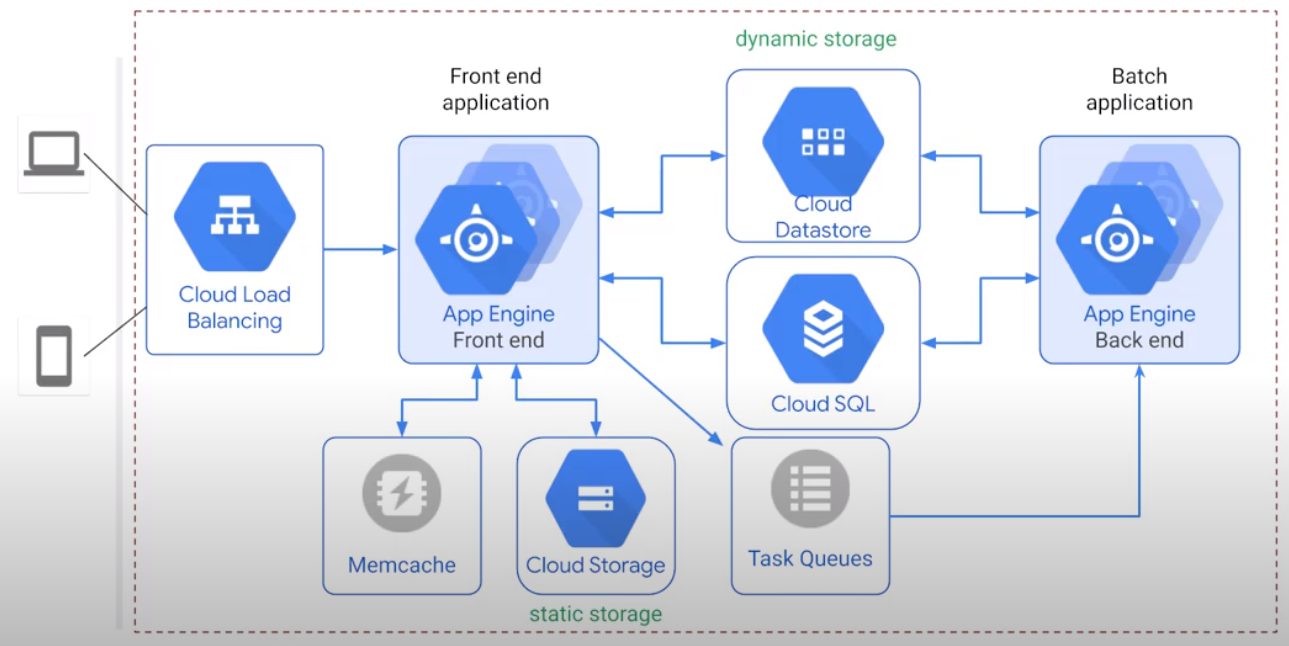 dynamic storage
Front end
application
Batch
application
Cloud
Datastore
Cloud Load
Balancing
App Engine
Front end
App Engine
Back end
Cloud SQL
Memcache
Cloud Storage
Task Queues
static storage